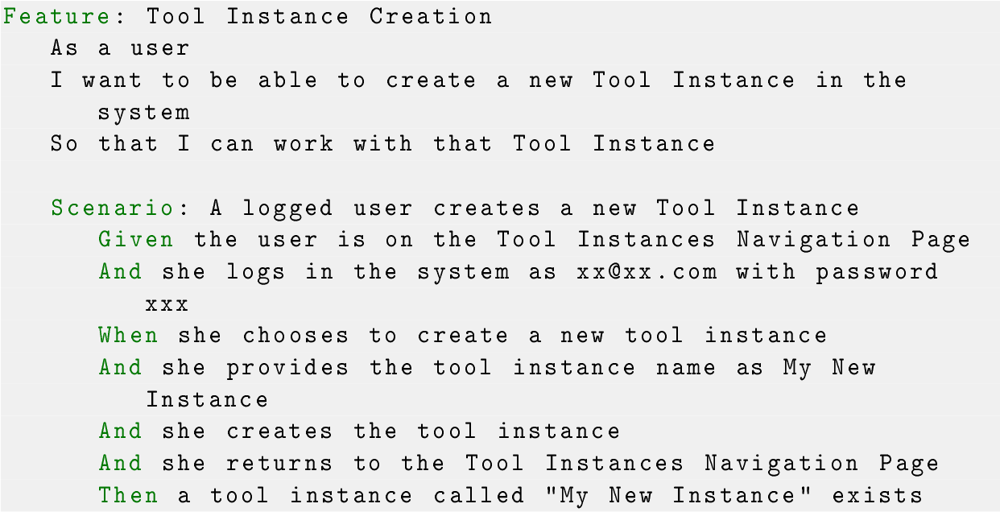 Feature: Tool Instance Creation
As a user
I want to be able to create a new Tool Instance in the
system
So that I can work with that Tool Instance
Scenario: A logged user creates a new Tool Instance
Given the user is on the Tool Instances Navigation Page
And she logs in the system as xx@xx.com with password
xxx
When she chooses to create a new tool instance
And she provides the tool instance name as My New
Instance
And she creates the tool instance
And she returns to the Tool Instances Navigation Page
Then a tool instance called "My New Instance" exists